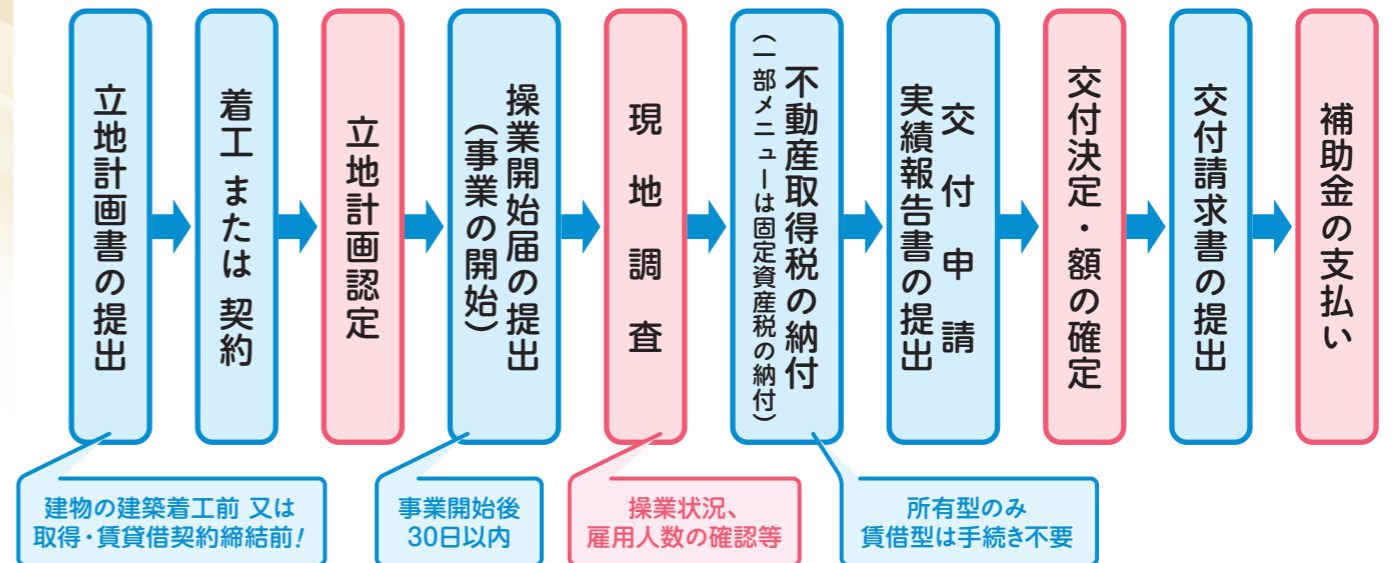 立地計画書の提出
着工 または 契約
立地計画認定
操業開始届の提出
（事業の開始）
現地調査
不動産取得税の納付
（一部メニューは固定資産税の納付）
交付申請
実績報告書の提出
交付決定・額の確定
交付請求書の提出
補助金の支払い
建物の建築着工前 又は
取得・賃貸借契約締結前!
事業開始後
30日以内
操業状況、
雇用人数の確認等
所有型のみ
賃借型は手続き不要